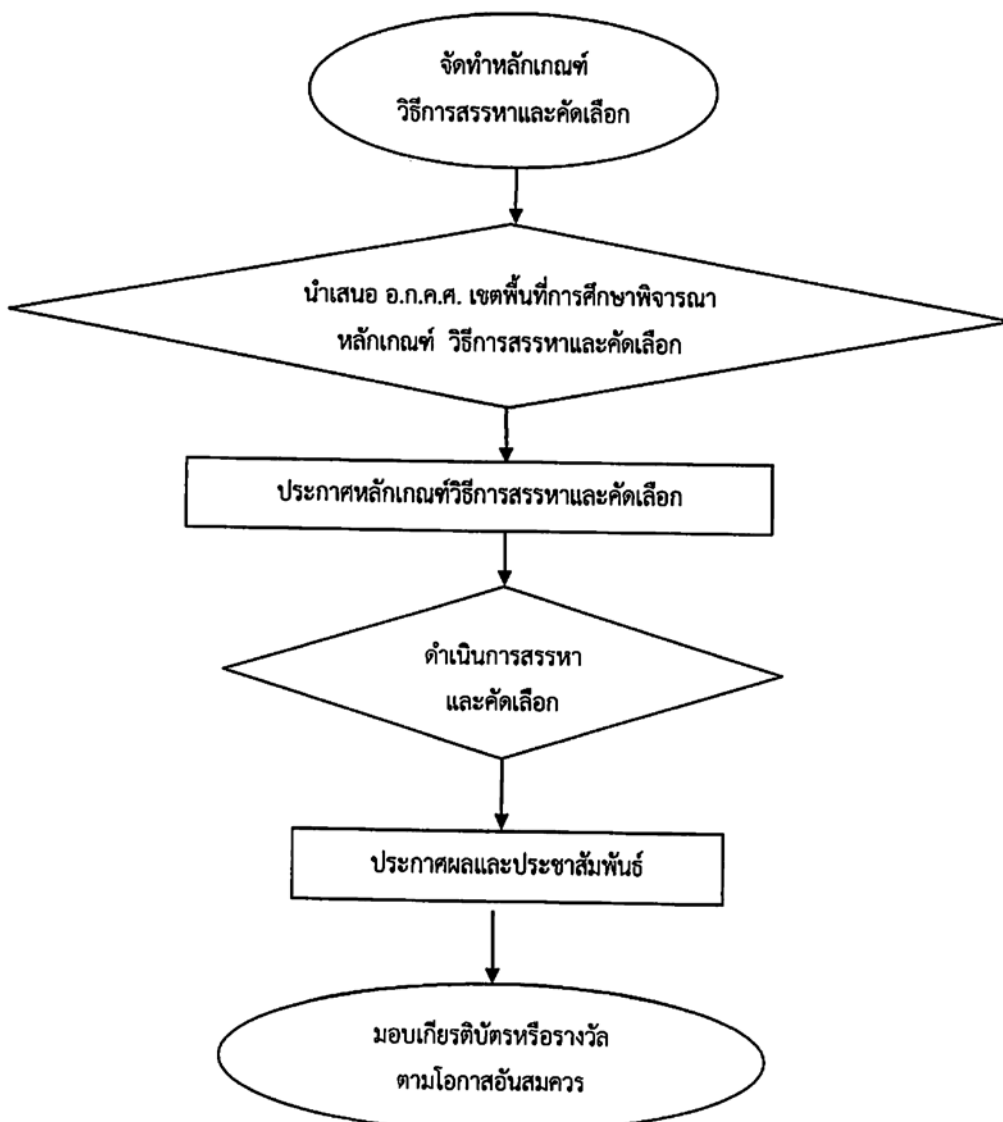 จัดทำหลักเกณฑ์
วิธีการสรรหาและคัดเลือก
นำเสนอ อ.ก.ค.ศ. เขตพื้นที่การศึกษาพิจารณา
หลักเกณฑ์ วิธีการสรรหาและคัดเลือก
ประกาศหลักเกณฑ์วิธีการสรรหาและคัดเลือก
ดำเนินการสรรหา
และคัดเลือก
ประกาศผลและประชาสัมพันธ์
มอบเกียรติบัตรหรือรางวัล
ตามโอกาสอันสมควร